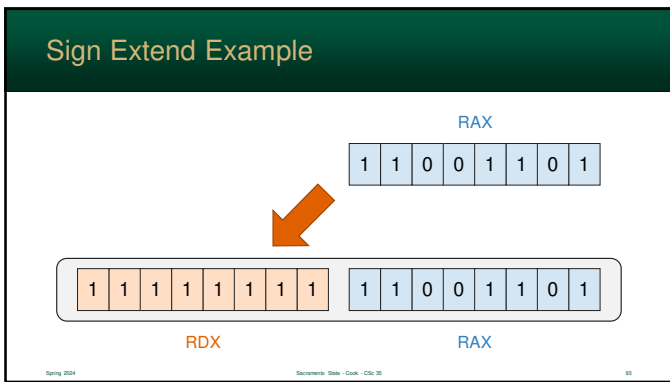 Sign Extend Example
RAX
1 1 0 0 1 1 0 1
1 1 1 1 1 1 1 1 1 1 0 0 1 1 0 1
RDX RAX
Spring 2024 Sacramento State - Cook - CSc 35 93